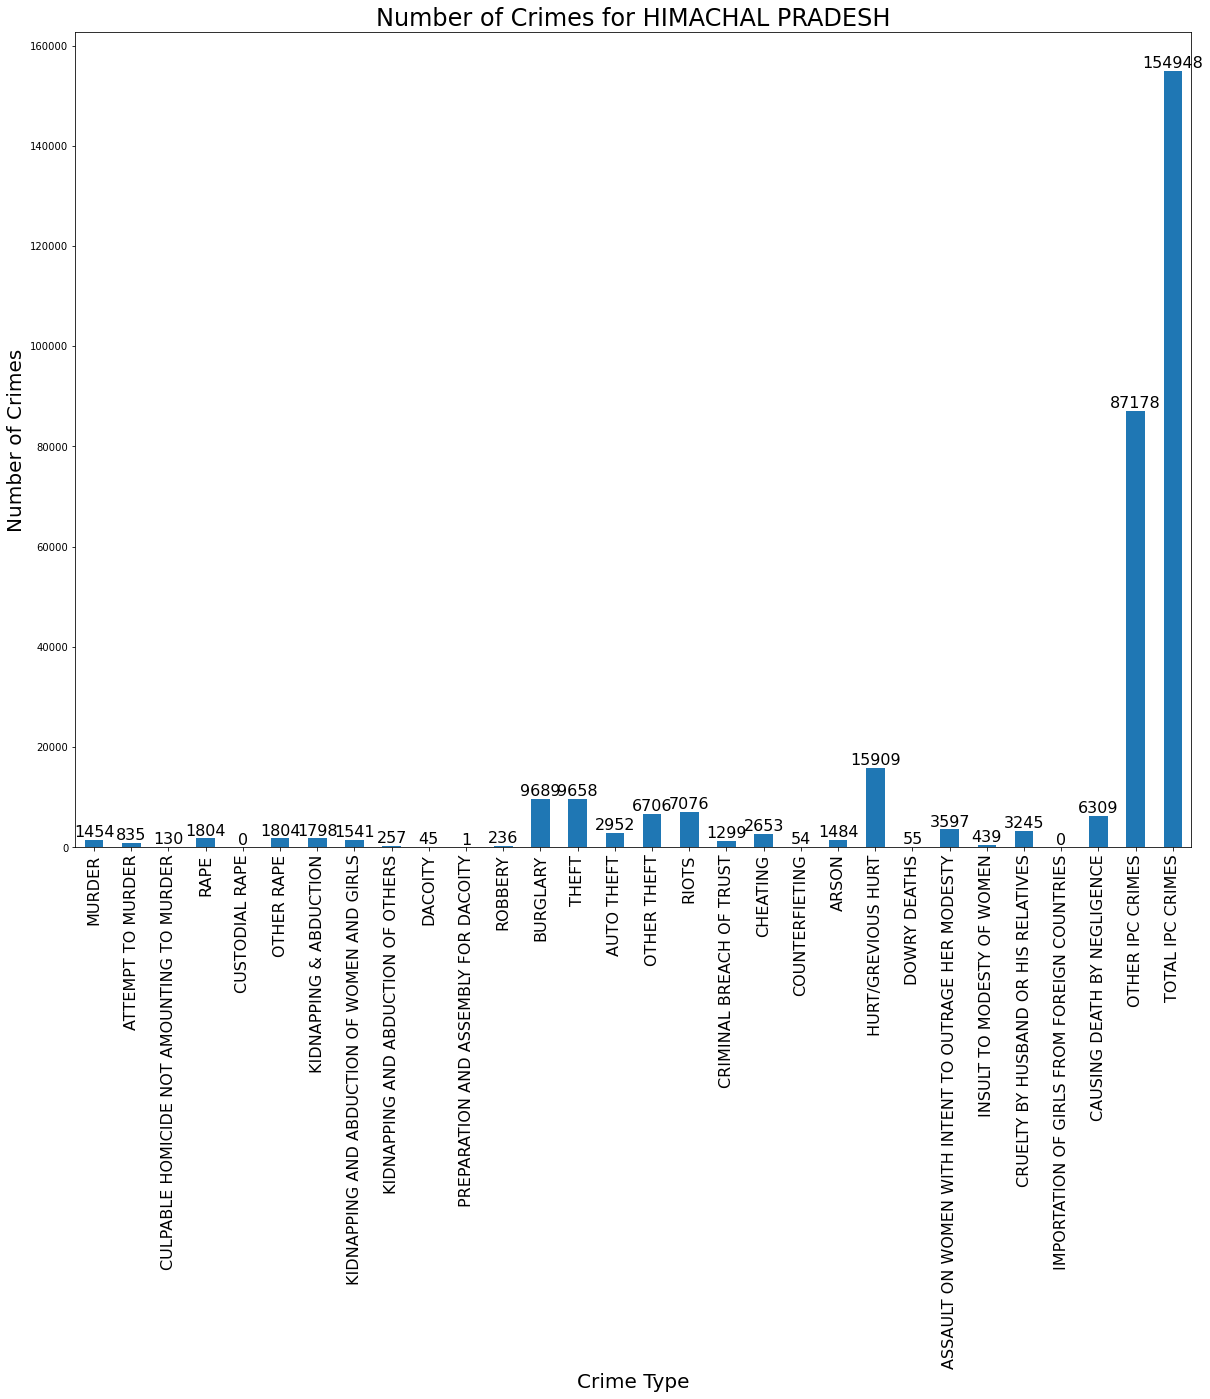 Number of Crimes for HIMACHAL PRADESH
Number of Crimes
160000
140000
120000
100000
80000
60000
40000
20000
0
1454
835
130
1804
0
1804
1798
1541
257
45
1
236
9689
9658
2952
6706
7076
1299
2653
54
1484
15909
55
3597
439
3245
0
6309
87178
154948
MURDER
ATTEMPT TO MURDER
CULPABLE HOMICIDE NOT AMOUNTING TO MURDER
RAPE
CUSTODIAL RAPE
OTHER RAPE
KIDNAPPING & ABDUCTION
KIDNAPPING AND ABDUCTION OF WOMEN AND GIRLS
KIDNAPPING AND ABDUCTION OF OTHERS
DACOITY
PREPARATION AND ASSEMBLY FOR DACOITY
ROBBERY
BURGLARY
THEFT
AUTO THEFT
OTHER THEFT
RIOTS
CRIMINAL BREACH OF TRUST
CHEATING
COUNTERFIETING
ARSON
HURT/GREVIOUS HURT
DOWRY DEATHS
ASSAULT ON WOMEN WITH INTENT TO OUTRAGE HER MODESTY
INSULT TO MODESTY OF WOMEN
CRUELTY BY HUSBAND OR HIS RELATIVES
IMPORTATION OF GIRLS FROM FOREIGN COUNTRIES
CAUSING DEATH BY NEGLIGENCE
OTHER IPC CRIMES
TOTAL IPC CRIMES
Crime Type